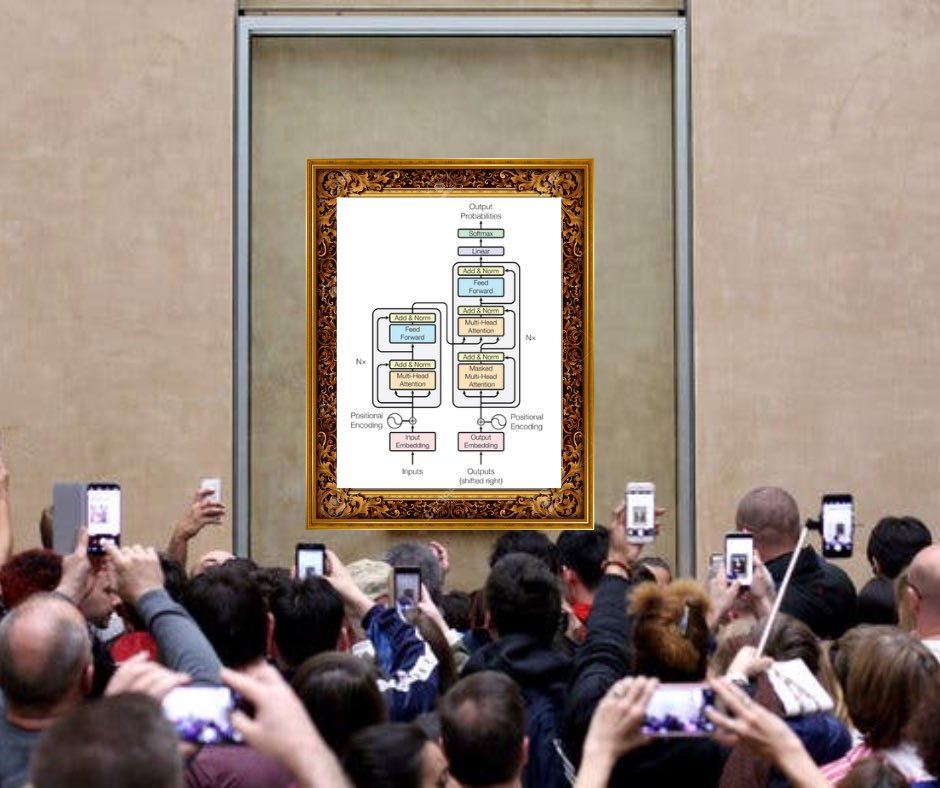 Output
Probabilities
Softmax
Linear
Add & Norm
Feed
Forward
Add & Norm
Multi-Head
Attention
Add & Norm
Masked
Multi-Head
Attention
Nx
Positional
Encoding
Output
Embedding
Outputs
(shifted right)
Add & Norm
Feed
Forward
Add & Norm
Multi-Head
Attention
Nx
Positional
Encoding
Input
Embedding
Inputs